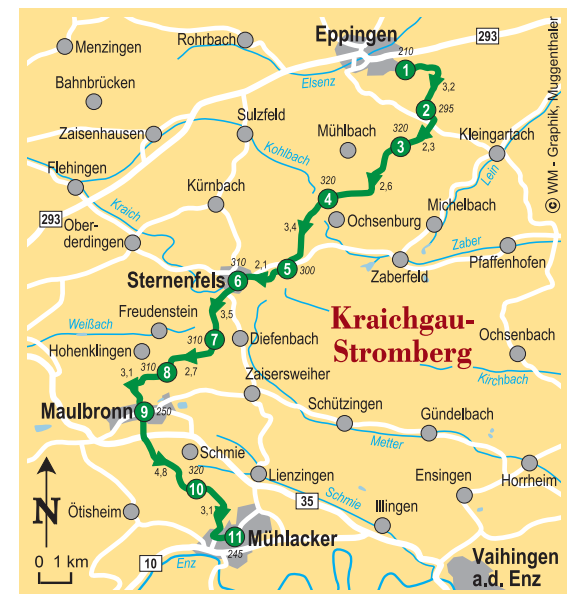 Eppingen
293
Rohrbach
Menzingen
210
1
Elsenz
Bahnbrücken
3,2
2
295
© WM - Graphik, Muggenthaler
Sulzfeld
Zaisenhausen
Mühlbach
320
3
2,3
Kleingartach
Kohlbach
Flehingen
Lein
2,6
Kürnbach
320
4
Kraich
Michelbach
293
Ober-
derdingen
3,4
Ochsenburg
Zaber
Pfaffenhofen
310
2,1
5
300
Zaberfeld
Sternenfels
6
Freudenstein
3,5
Kraichgau-
Stromberg
Weißach
310
7
Diefenbach
Ochsenbach
Hohenklingen
310
8
2,7
3,1
Zaisersweiher
Kirchbach
Maulbronn
9
250
Schützingen
Gündelbach
Metter
Schmie
4,8
320
10
Lienzingen
Ensingen
Horrheim
N
Ötisheim
3,1
35
Schmie
Illingen
11
Mühlacker
245
0 1 km
10
Enz
Vaihingen
a.d. Enz